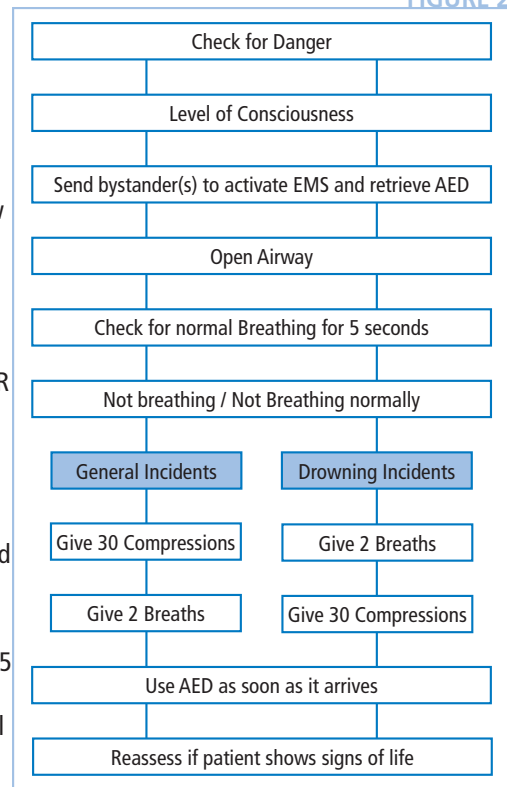 FIGURE 2
Check for Danger
Level of Consciousness
Send bystander(s) to activate EMS and retrieve AED
Open Airway
Check for normal Breathing for 5 seconds
R
Not breathing / Not Breathing normally
General Incidents
Drowning Incidents
Give 30 Compressions
Give 2 Breaths
d
Give 2 Breaths
Give 30 Compressions
5
Use AED as soon as it arrives
Reassess if patient shows signs of life